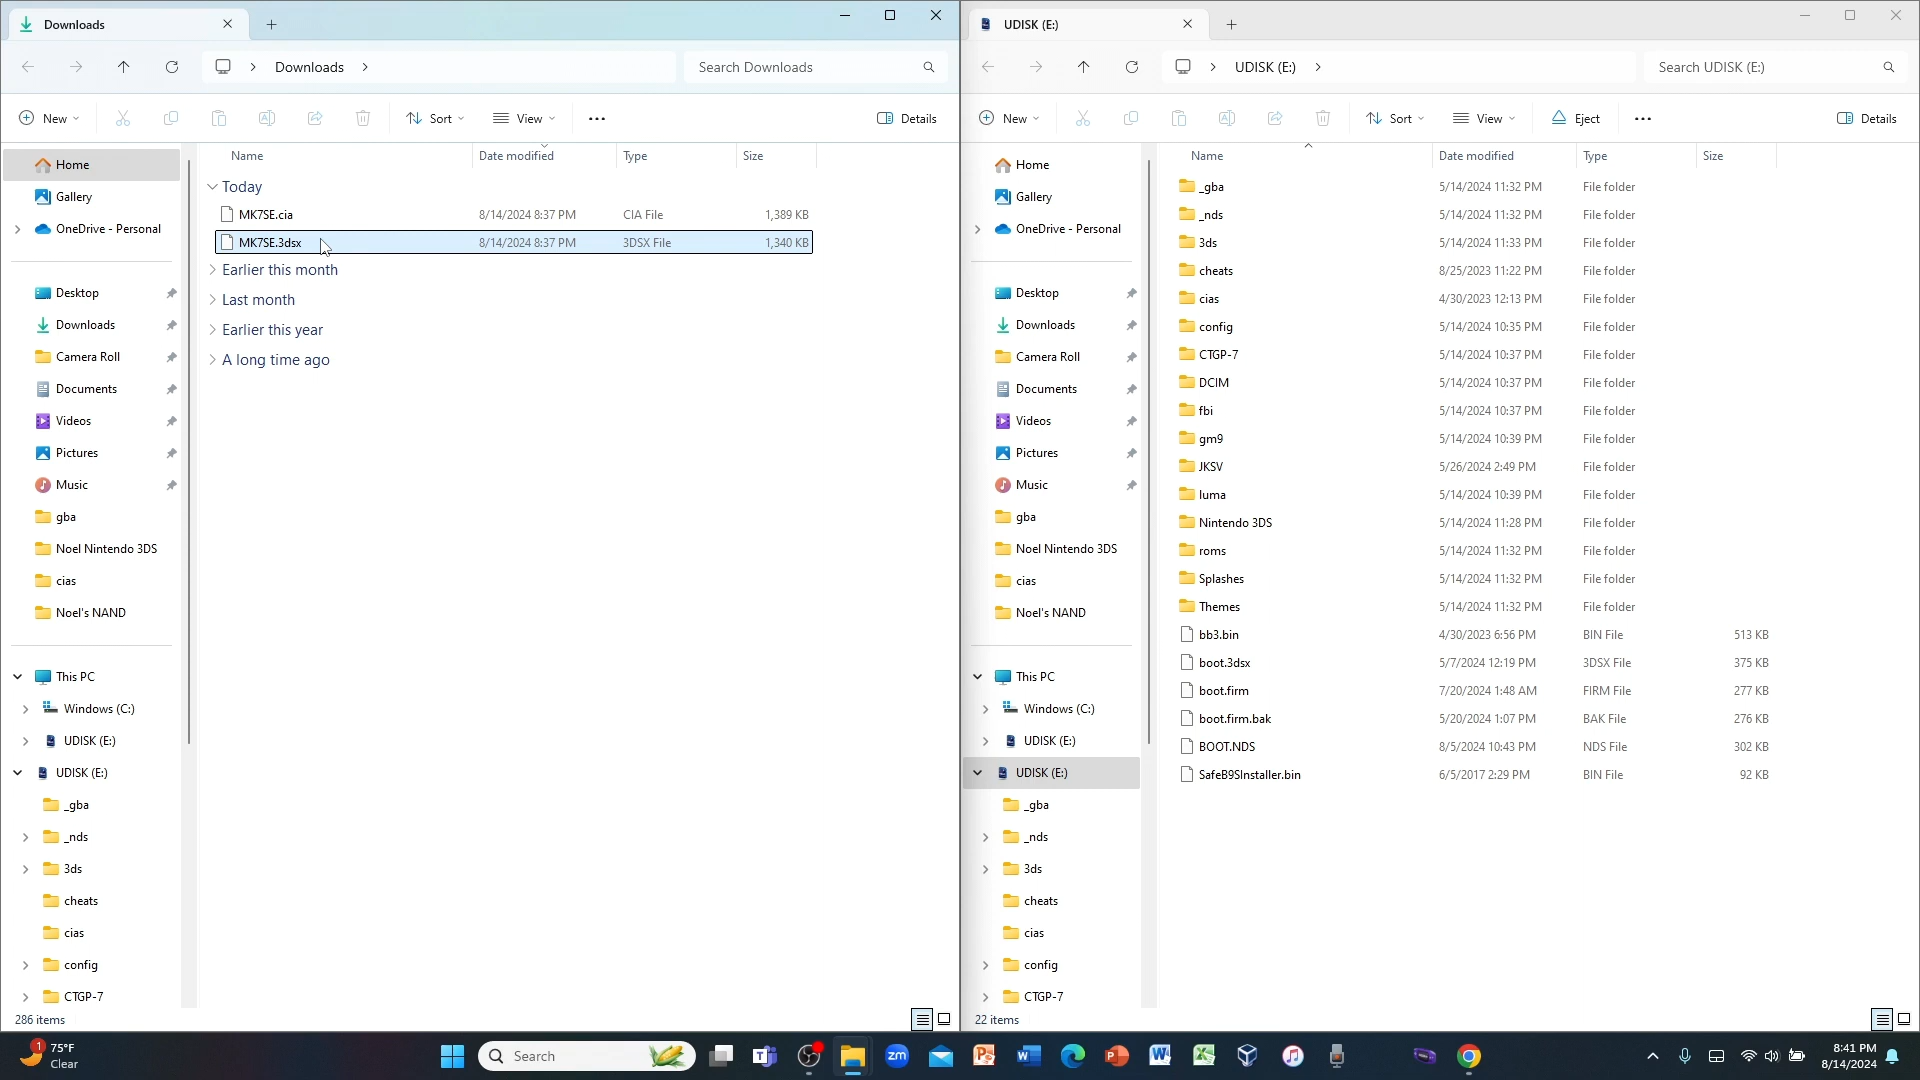 Downloads
Downloads
Search Downloads
New
Sort
View
Details
Home
Gallery
OneDrive - Personal
Desktop
Downloads
Camera Roll
Documents
Videos
Pictures
Music
gba
Noel Nintendo 3DS
cias
Noel's NAND
This PC
Windows (C:)
UDISK (E:)
UDISK (E:)
_gba
_nds
3ds
cheats
cias
config
CTGP-7
Name Date modified Type Size
Today
MK7SE.cia 8/14/2024 8:37 PM CIA File 1,389 KB
MK7SE.3dsx 8/14/2024 8:37 PM 3DSX File 1,340 KB
Earlier this month
Last month
Earlier this year
A long time ago
286 items
UDISK (E:)
UDISK (E:)
Search UDISK (E:)
New
Sort
View
Eject
Details
Home
Gallery
OneDrive - Personal
Desktop
Downloads
Camera Roll
Documents
Videos
Pictures
Music
gba
Noel Nintendo 3DS
cias
Noel's NAND
This PC
Windows (C:)
UDISK (E:)
UDISK (E:)
_gba
_nds
3ds
cheats
cias
config
CTGP-7
Name Date modified Type Size
_gba 5/14/2024 11:32 PM File folder
_nds 5/14/2024 11:32 PM File folder
3ds 5/14/2024 11:33 PM File folder
cheats 8/25/2023 11:22 PM File folder
cias 4/30/2023 12:13 PM File folder
config 5/14/2024 10:35 PM File folder
CTGP-7 5/14/2024 10:37 PM File folder
DCIM 5/14/2024 10:37 PM File folder
fbi 5/14/2024 10:37 PM File folder
gm9 5/14/2024 10:39 PM File folder
JKSV 5/26/2024 2:49 PM File folder
luma 5/14/2024 10:39 PM File folder
Nintendo 3DS 5/14/2024 11:28 PM File folder
roms 5/14/2024 11:32 PM File folder
Splashes 5/14/2024 11:32 PM File folder
Themes 5/14/2024 11:32 PM File folder
bb3.bin 4/30/2023 6:56 PM BIN File 513 KB
boot.3dsx 5/7/2024 12:19 PM 3DSX File 375 KB
boot.firm 7/20/2024 1:48 AM FIRM File 277 KB
boot.firm.bak 5/20/2024 1:07 PM BAK File 276 KB
BOOT.NDS 8/5/2024 10:43 PM NDS File 302 KB
SafeB9SInstaller.bin 6/5/2017 2:29 PM BIN File 92 KB
22 items
1
75°F
Clear
Search
zm
8:41 PM
8/14/2024